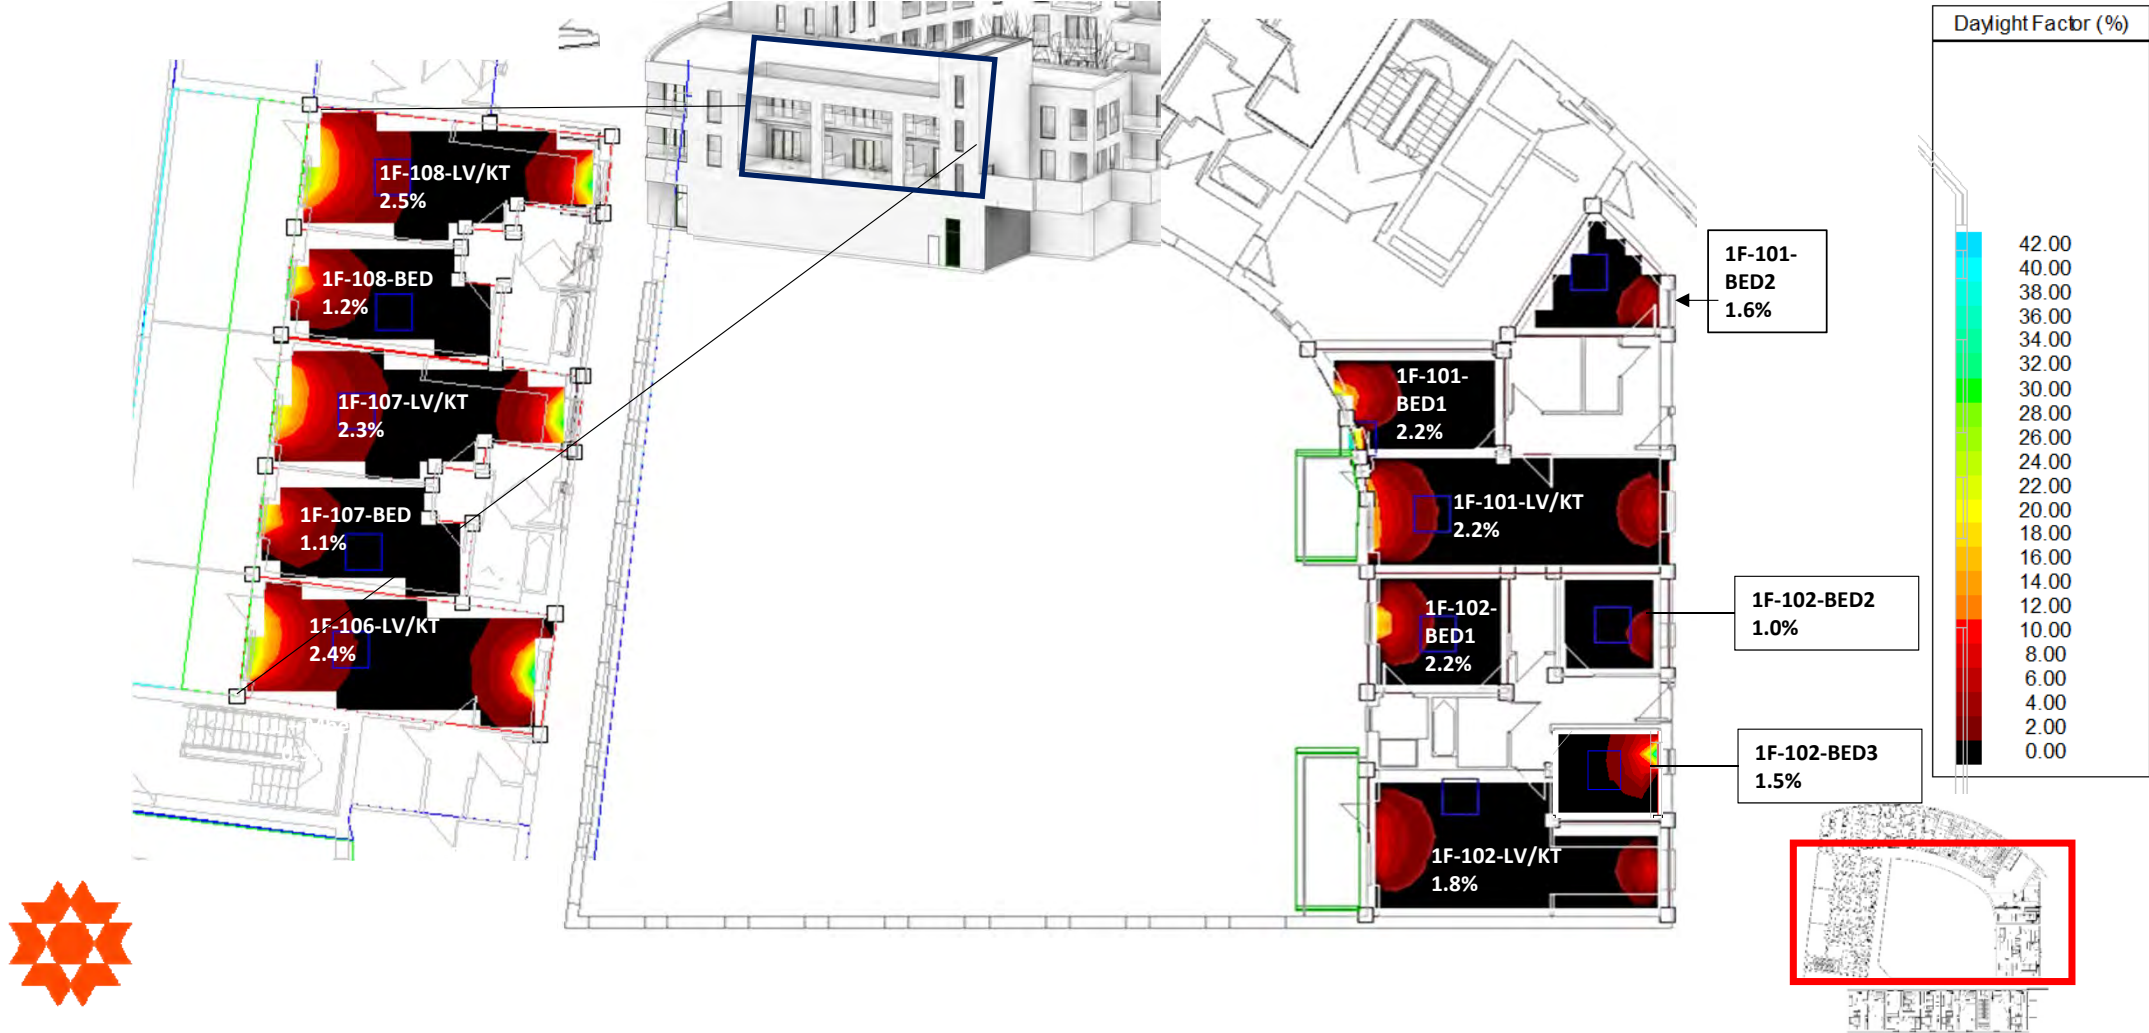 1F-108-LV/KT
2.5%
1F-108-BED
1.2%
1F-107-LV/KT
2.3%
1F-107-BED
1.1%
1F-106-LV/KT
2.4%
1F-101-
BED2
1.6%
1F-101-
BED1
2.2%
1F-101-LV/KT
2.2%
1F-102-
BED1
2.2%
1F-102-BED2
1.0%
1F-102-BED3
1.5%
1F-102-LV/KT
1.8%
Daylight Factor (%)
42.00
40.00
38.00
36.00
34.00
32.00
30.00
28.00
26.00
24.00
22.00
20.00
18.00
16.00
14.00
12.00
10.00
8.00
6.00
4.00
2.00
0.00